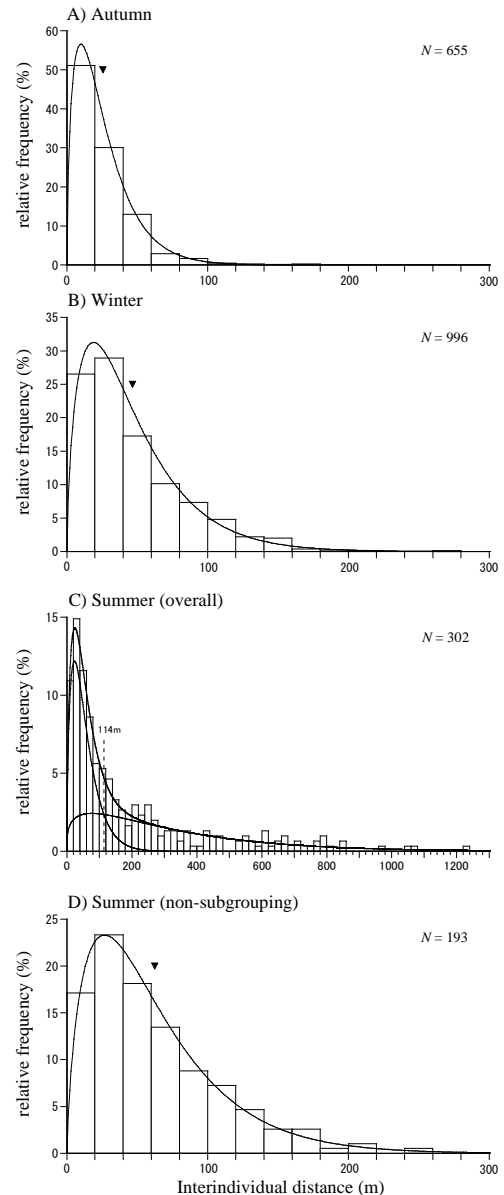 A) Autumn
N = 655
relative frequency (%)
60
50
40
30
20
10
0
0 100 200 300
B) Winter
N = 996
relative frequency (%)
35
30
25
20
15
10
5
0
0 100 200 300
C) Summer (overall)
N = 302
relative frequency (%)
15
10
5
0
114m
0 200 400 600 800 1000 1200
D) Summer (non-subgrouping)
N = 193
relative frequency (%)
25
20
15
10
5
0
0 100 200 300
Interindividual distance (m)